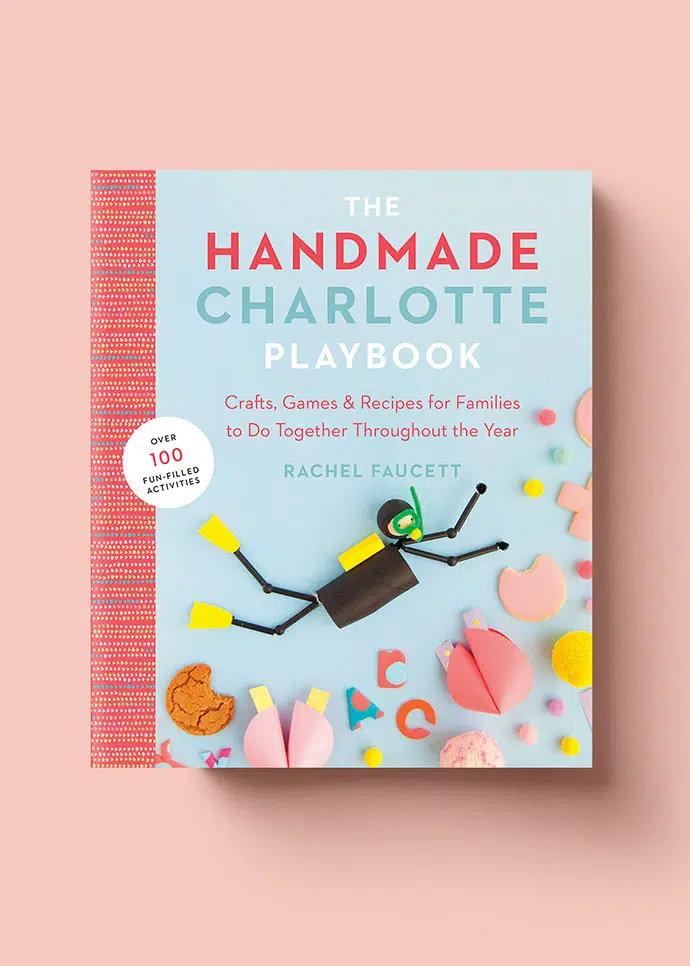 THE
HANDMADE
CHARLOTTE
PLAYBOOK
Crafts, Games & Recipes for Families
to Do Together Throughout the Year
RACHEL FAUCETT
OVER
100
FUN-FILLED
ACTIVITIES
B
A
C